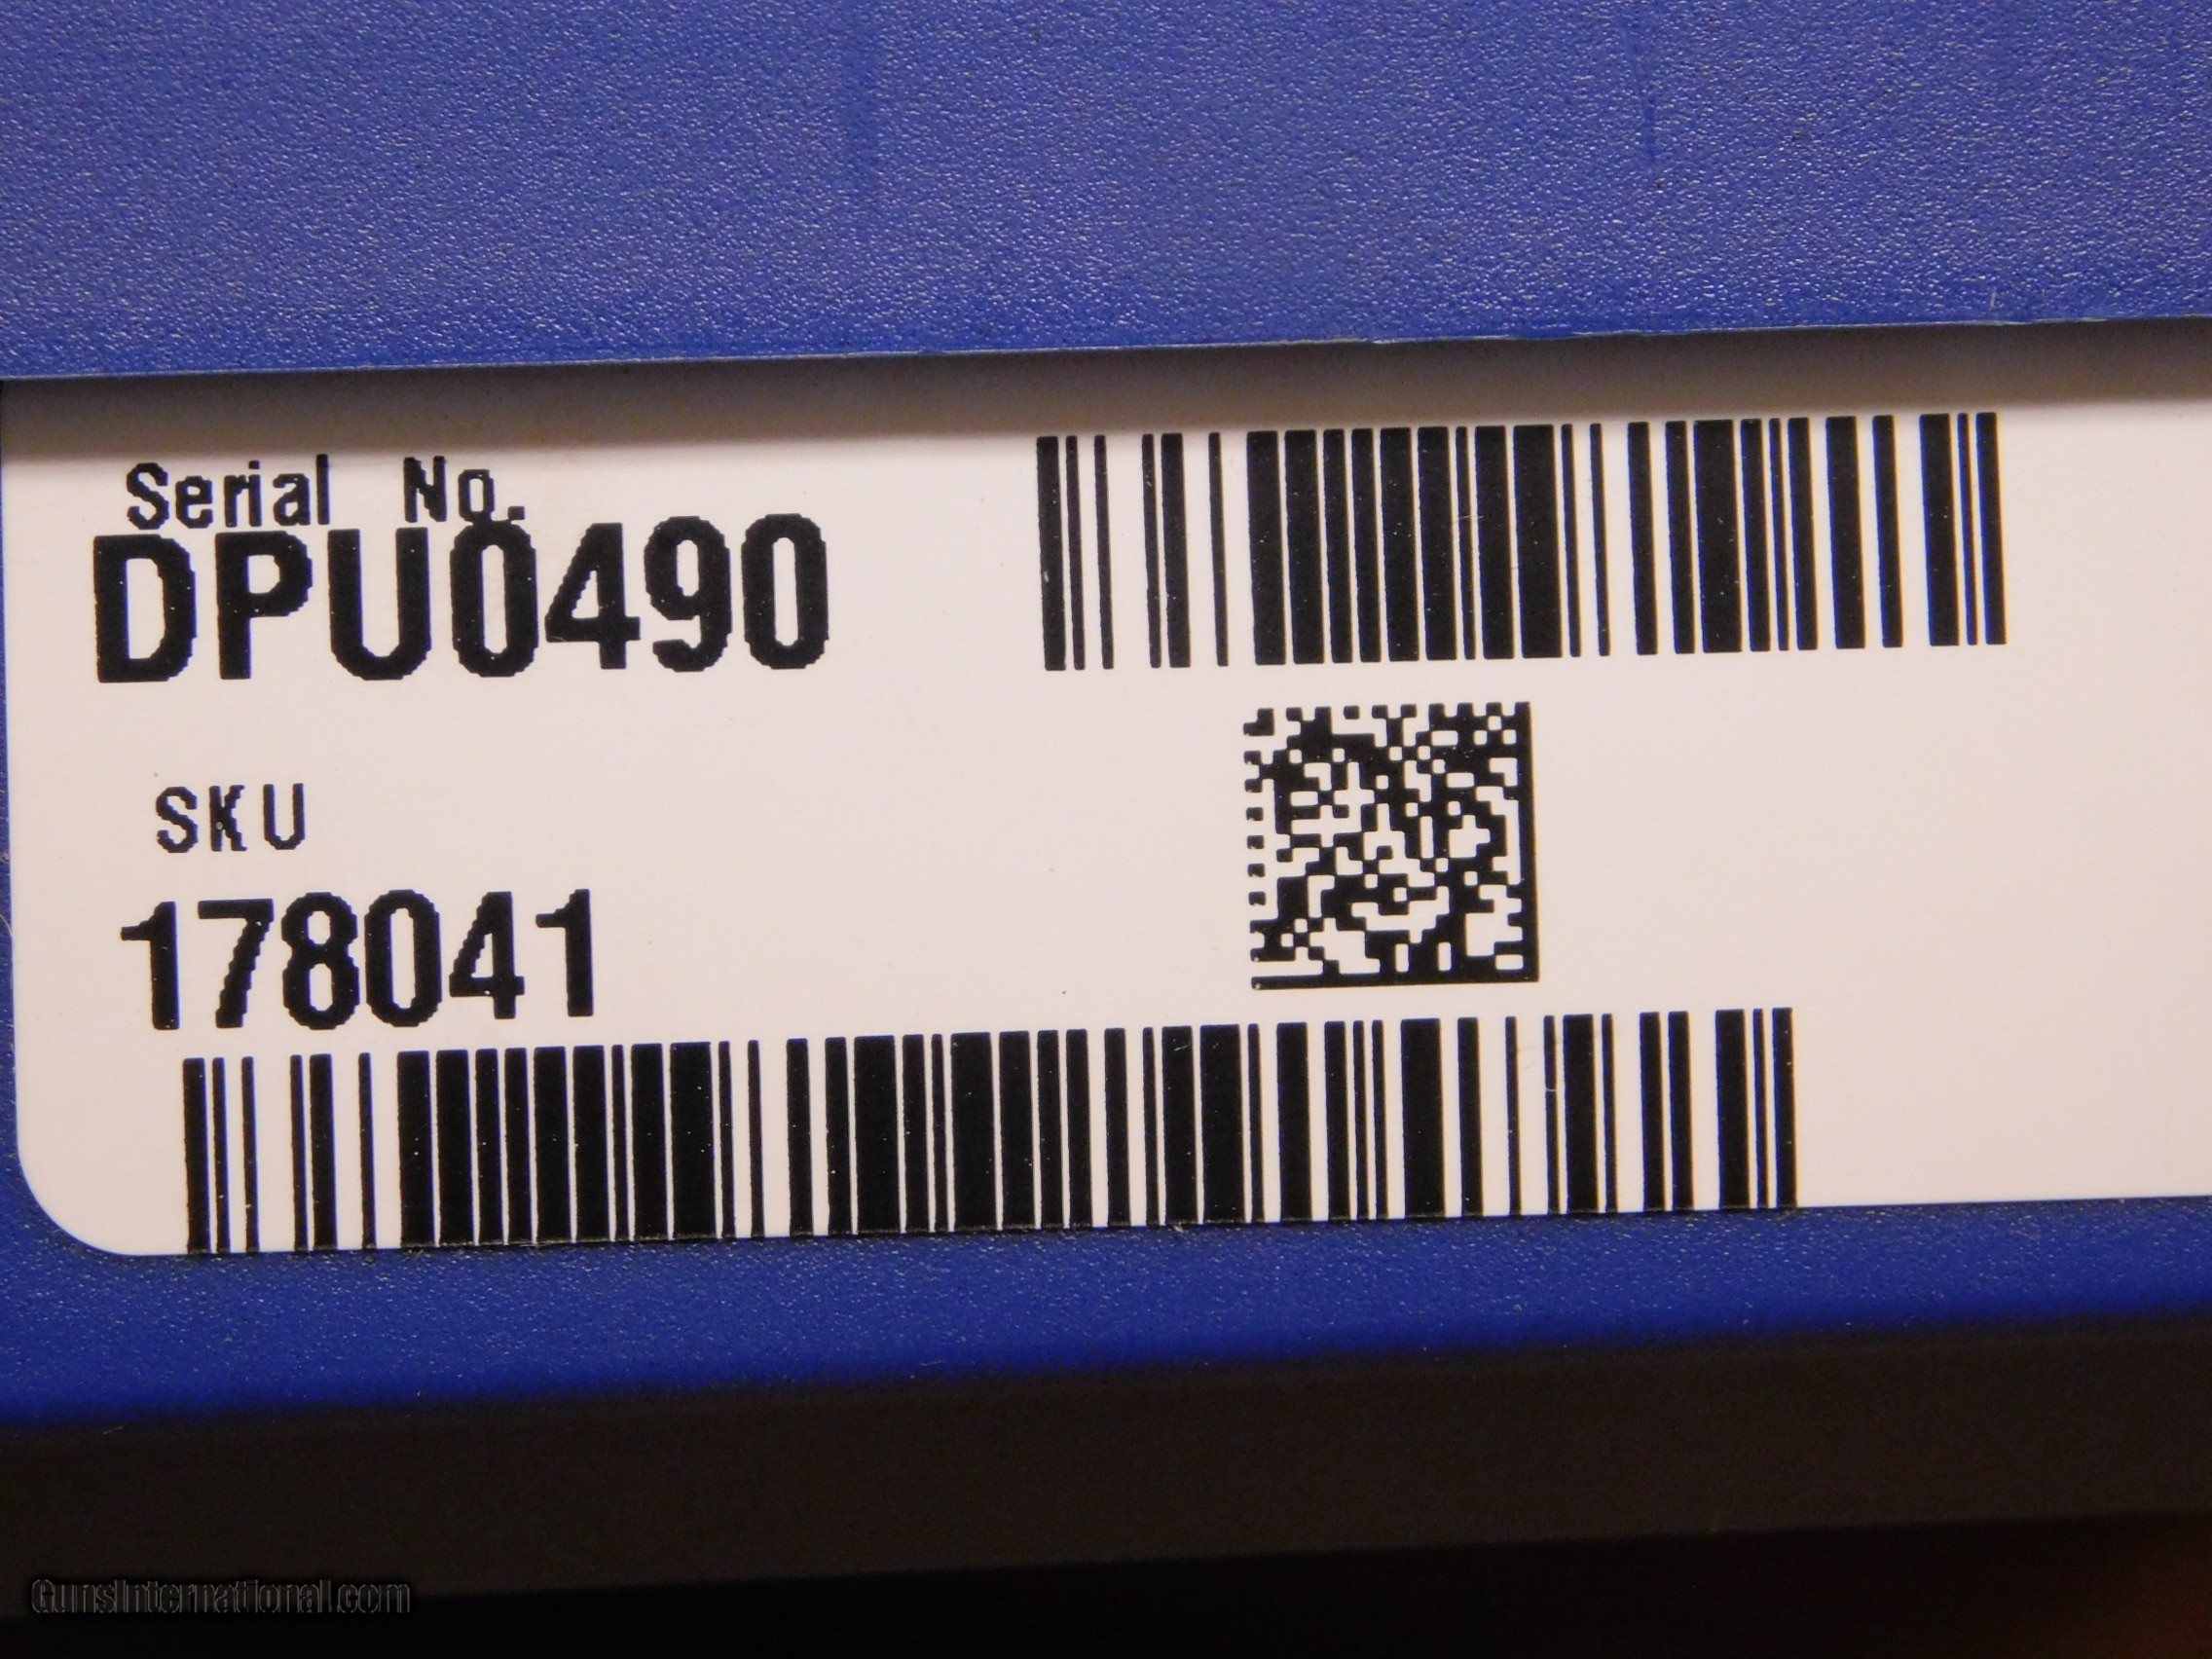 Serial No.
DPU0490
SKU
178041
GunsInternational.com